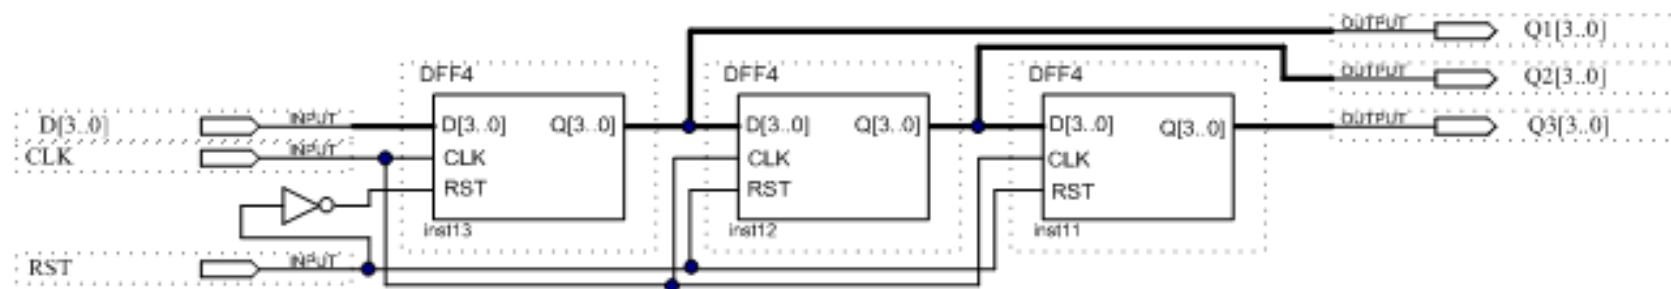 OUTPUT Q1[3..0]
DFF4 DFF4 DFF4 OUTPUT Q2[3..0]
D[3..0] INPUT D[3..0] Q[3..0] D[3..0] Q[3..0] D[3..0] Q[3..0] OUTPUT Q3[3..0]
CLK INPUT CLK CLK CLK
RST RST RST
inst13 inst12 inst11
RST INPUT